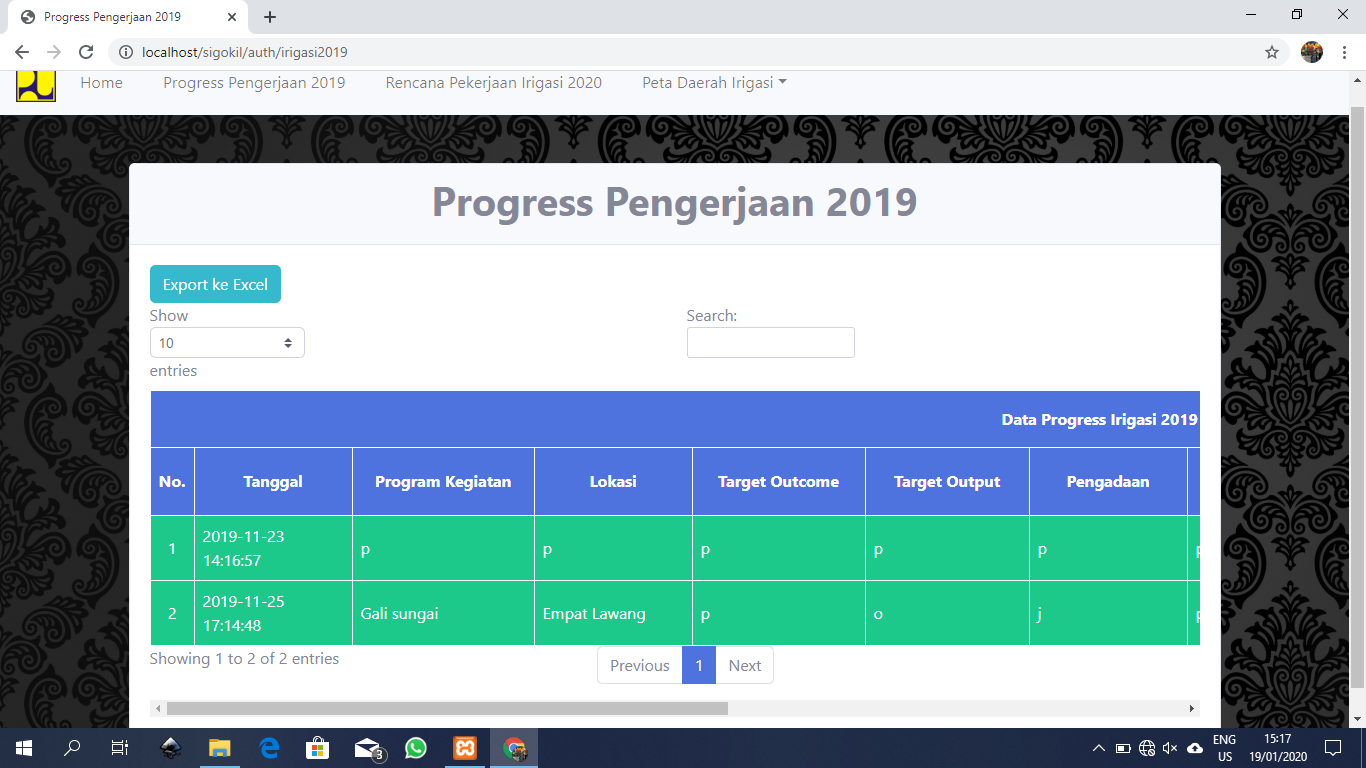 Progress Pengerjaan 2019
localhost/sigokil/auth/irigasi2019
Home Progress Pengerjaan 2019 Rencana Pekerjaan Irigasi 2020 Peta Daerah Irigasi
Progress Pengerjaan 2019
Export ke Excel
Show Search:
10
entries
Data Progress Irigasi 2019
No. Tanggal Program Kegiatan Lokasi Target Outcome Target Output Pengadaan
1 2019-11-23 14:16:57 p p p p p p
2 2019-11-25 17:14:48 Gali sungai Empat Lawang p o j p
Showing 1 to 2 of 2 entries Previous 1 Next
3
ENG 15:17
US 19/01/2020